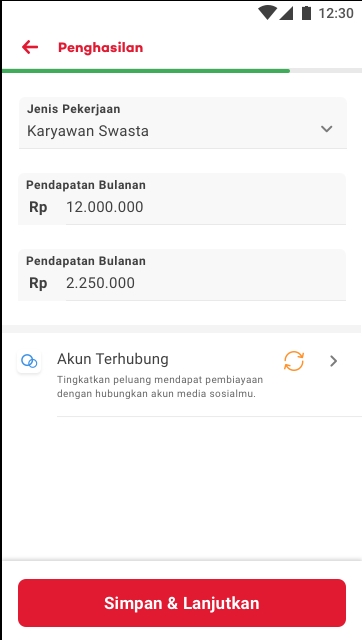 12:30
Penghasilan
Jenis Pekerjaan
Karyawan Swasta
Pendapatan Bulanan
Rp 12.000.000
Pendapatan Bulanan
Rp 2.250.000
Akun Terhubung
Tingkatkan peluang mendapat pembiayaan
dengan hubungkan akun media sosialmu.
Simpan & Lanjutkan